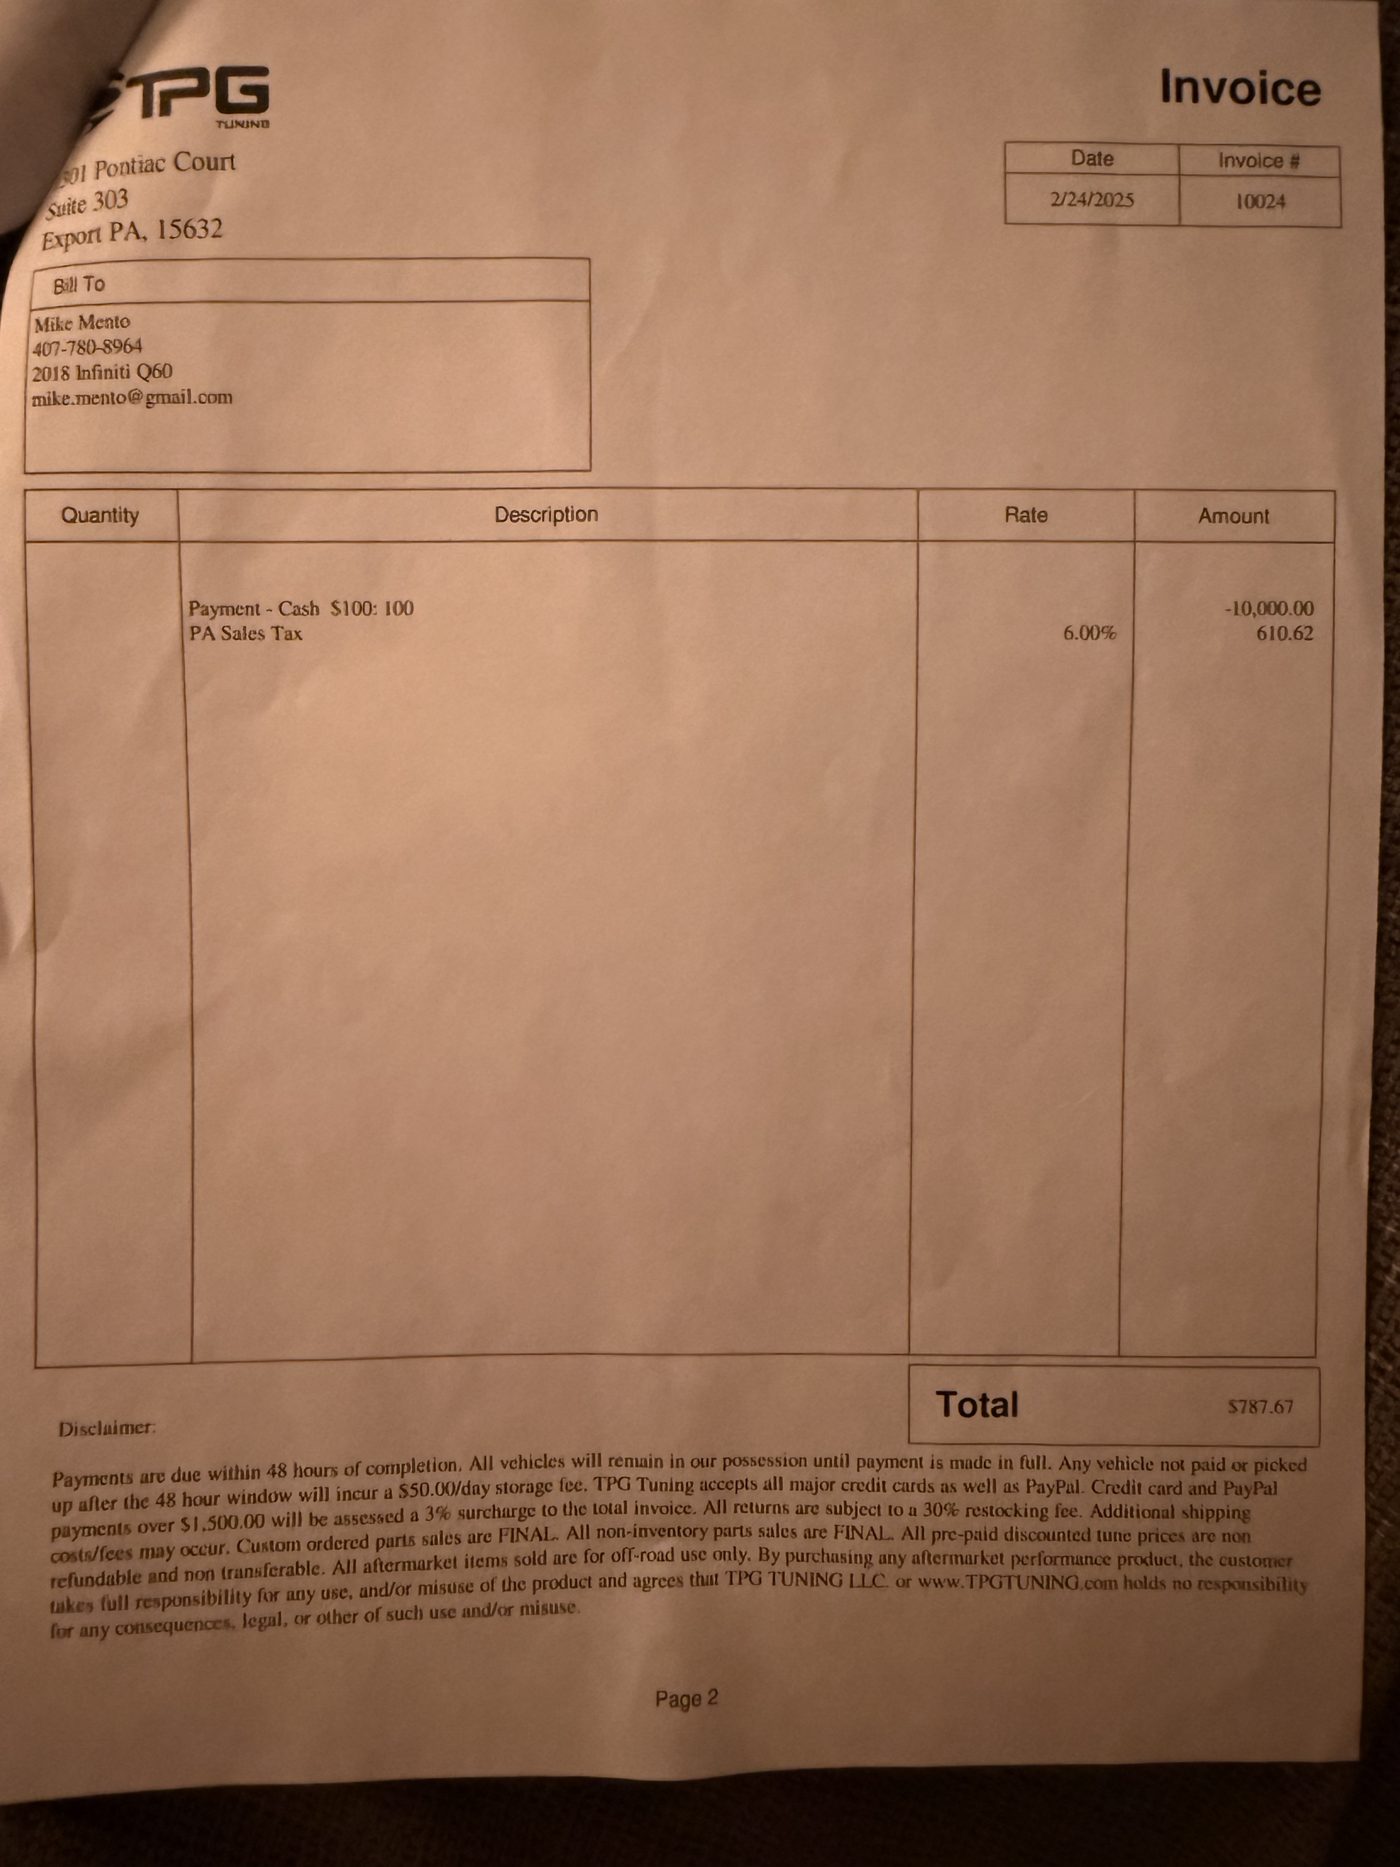 TPG
TUNING
Invoice
301 Pontiac Court
Suite 303
Export PA, 15632
Date
Invoice #
2/24/2025
10024
Bill To
Mike Mento
407-780-8964
2018 Infiniti Q60
mike.mento@gmail.com
Quantity
Description
Rate
Amount
Payment - Cash $100: 100
-10,000.00
PA Sales Tax
6.00%
610.62
Total
$787.67
Disclaimer:
Payments are due within 48 hours of completion. All vehicles will remain in our possession until payment is made in full. Any vehicle not paid or picked
up after the 48 hour window will incur a $50.00/day storage fee. TPG Tuning accepts all major credit cards as well as PayPal. Credit card and PayPal
payments over $1,500.00 will be assessed a 3% surcharge to the total invoice. All returns are subject to a 30% restocking fee. Additional shipping
costs/fees may occur. Custom ordered parts sales are FINAL. All non-inventory parts sales are FINAL. All pre-paid discounted tune prices are non
refundable and non transferable. All aftermarket items sold are for off-road use only. By purchasing any aftermarket performance product, the customer
takes full responsibility for any use, and/or misuse of the product and agrees that TPG TUNING LLC. or www.TPGTUNING.com holds no responsibility
for any consequences, legal, or other of such use and/or misuse.
Page 2